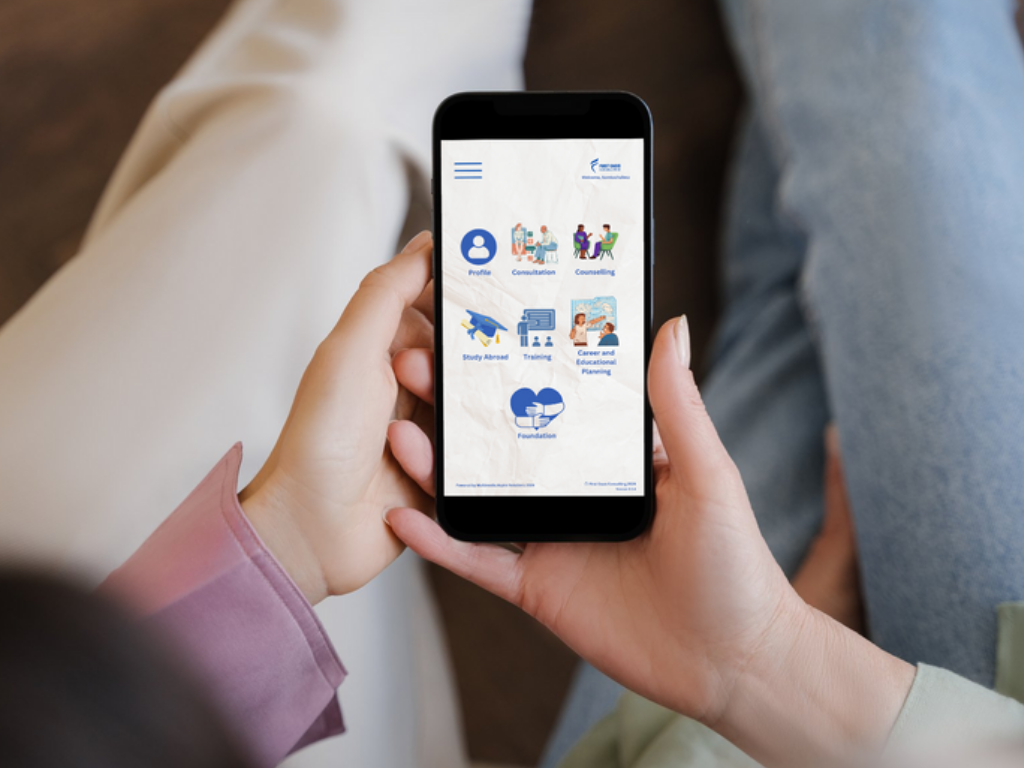 Profile
Consultation
Counselling
Study Abroad
Training
Career and
Educational
Planning
Foundation